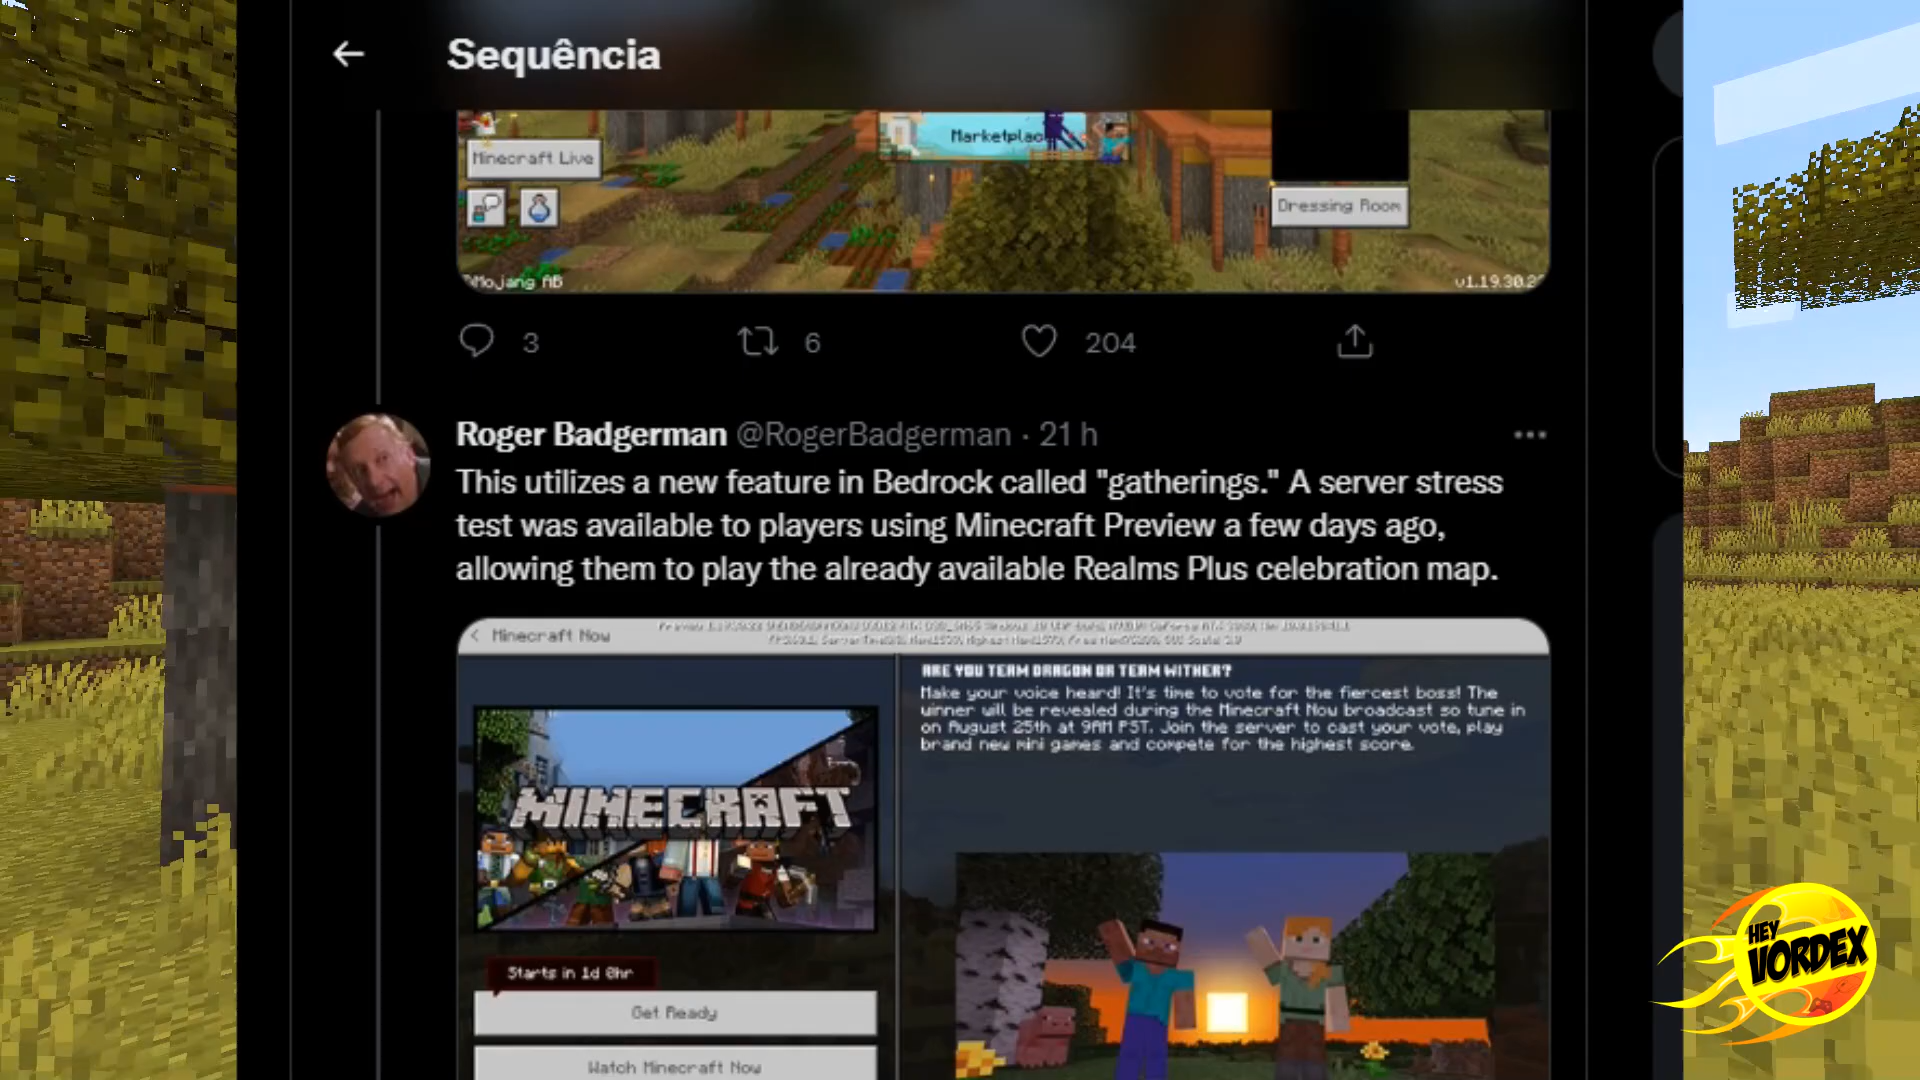 Sequência
Marketplac
Minecraft Live
Dressing Room
©Mojang AB
v1.19.30.2
3
6
204
Roger Badgerman @RogerBadgerman · 21 h
This utilizes a new feature in Bedrock called "gatherings." A server stress
test was available to players using Minecraft Preview a few days ago,
allowing them to play the already available Realms Plus celebration map.
Minecraft Now
ARE YOU TEAM DRAGON OR TEAM WITHER?
Make your voice heard! It's time to vote for the fiercest boss! The
winner will be revealed during the Minecraft Now broadcast so tune in
on August 25th at 9AM PST. Join the server to cast your vote, play
brand new mini games and compete for the highest score.
MINECRAFT
Starts in 1d 0hr
Get Ready
Watch Minecraft Now
HEY
VORDEX